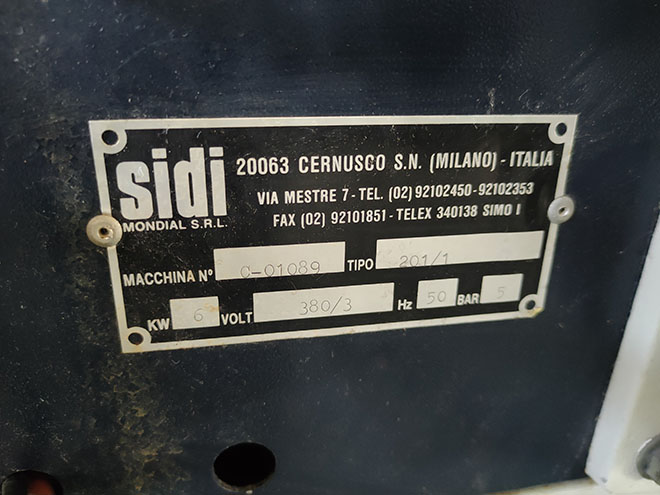 sidi
MONDIAL S.R.L.
20063 CERNUSCO S.N. (MILANO) - ITALIA
VIA MESTRE 7 - TEL. (02) 92102450-92102353
FAX (02) 92101851 - TELEX 340138 SIMO I
MACCHINA Nº C-01089 TIPO 201/1
KW 6 VOLT 380/3 Hz 50 BAR 5